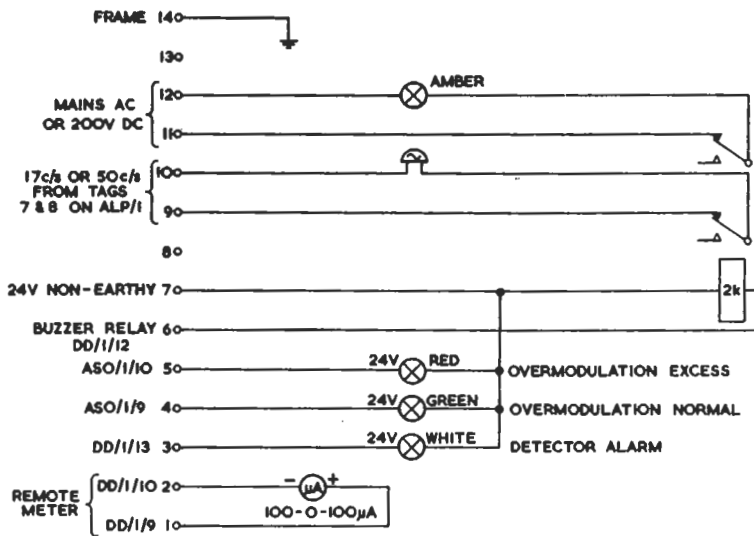 FRAME 14
13
12 AMBER
MAINS AC
OR 200V DC
11
17c/s OR 50c/s
FROM TAGS
7 & 8 ON ALP/1
10
9
8
24V NON-EARTHY 7
2k
BUZZER RELAY 6
DD/1/12
ASO/1/10 5 24V RED OVERMODULATION EXCESS
ASO/1/9 4 24V GREEN OVERMODULATION NORMAL
DD/1/13 3 24V WHITE DETECTOR ALARM
REMOTE
METER
DD/1/10 2 - μA +
100-0-100μA
DD/1/9 1